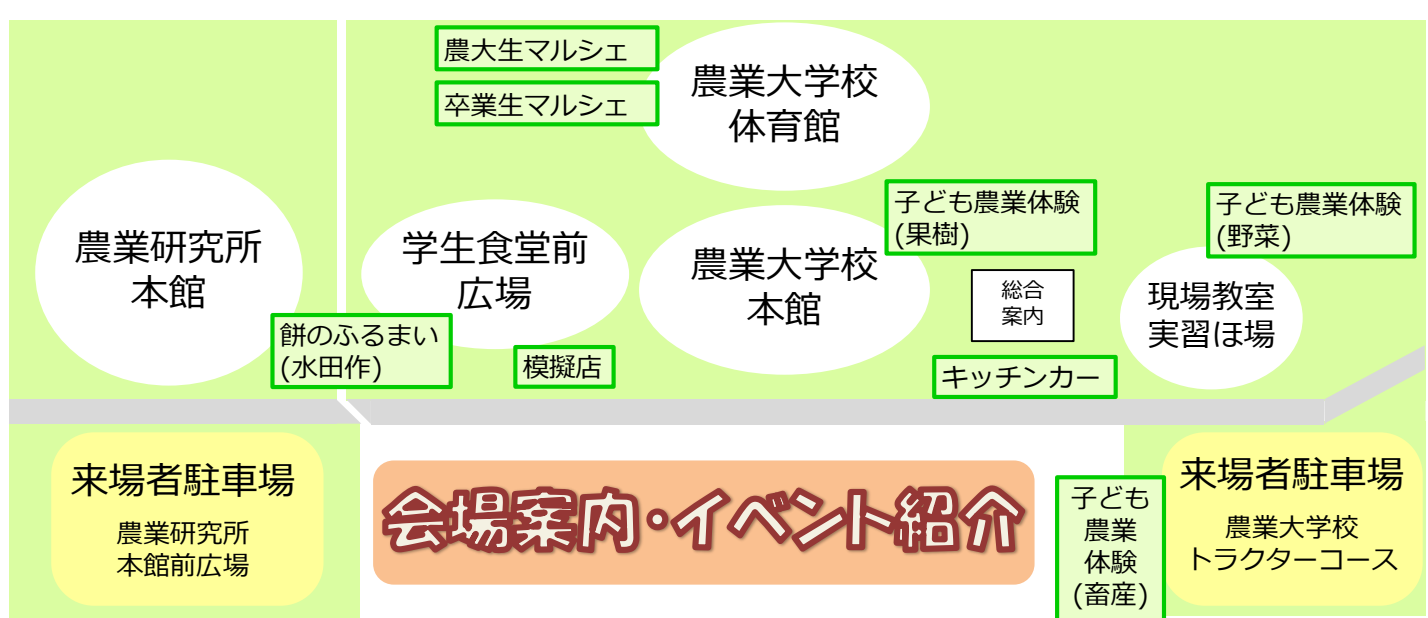 農大生マルシェ
卒業生マルシェ
農業大学校
体育館
農業研究所
本館
学生食堂前
広場
農業大学校
本館
子ども農業体験
(果樹)
子ども農業体験
(野菜)
総合
案内
現場教室
実習ほ場
餅のふるまい
(水田作)
模擬店
キッチンカー
来場者駐車場
農業研究所
本館前広場
会場案内・イベント紹介
子ども
農業
体験
(畜産)
来場者駐車場
農業大学校
トラクターコース